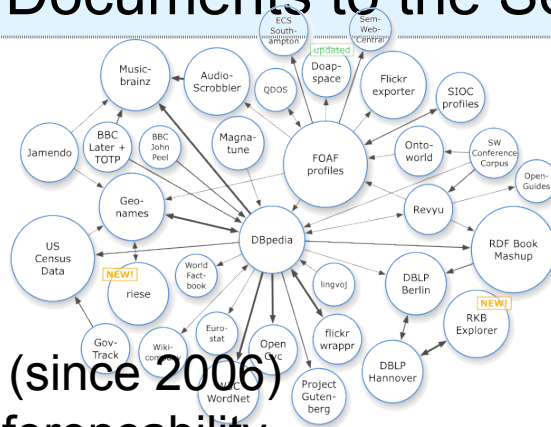 Documents to the Se
ECS
South-
ampton
Sem-
Web-
Central
updated
Doap-
space
Music-
brainz
Audio-
Scrobbler
QDOS
Flickr
exporter
SIOC
profiles
BBC
Later +
TOTP
BBC
John
Peel
Magna-
tune
FOAF
profiles
Onto-
world
SW
Conference
Corpus
Jamendo
Open-
Guides
Geo-
names
Revyu
DBpedia
US
Census
Data
RDF Book
Mashup
NEW!
riese
World
Fact-
book
lingvoj
DBLP
Berlin
NEW!
RKB
Explorer
Gov-
Track
Wiki-
company
Euro-
stat
Open
Cyc
flickr
wrappr
DBLP
Hannover
(since 2006)
W3C
WordNet
Project
Guten-
berg
ferenceability